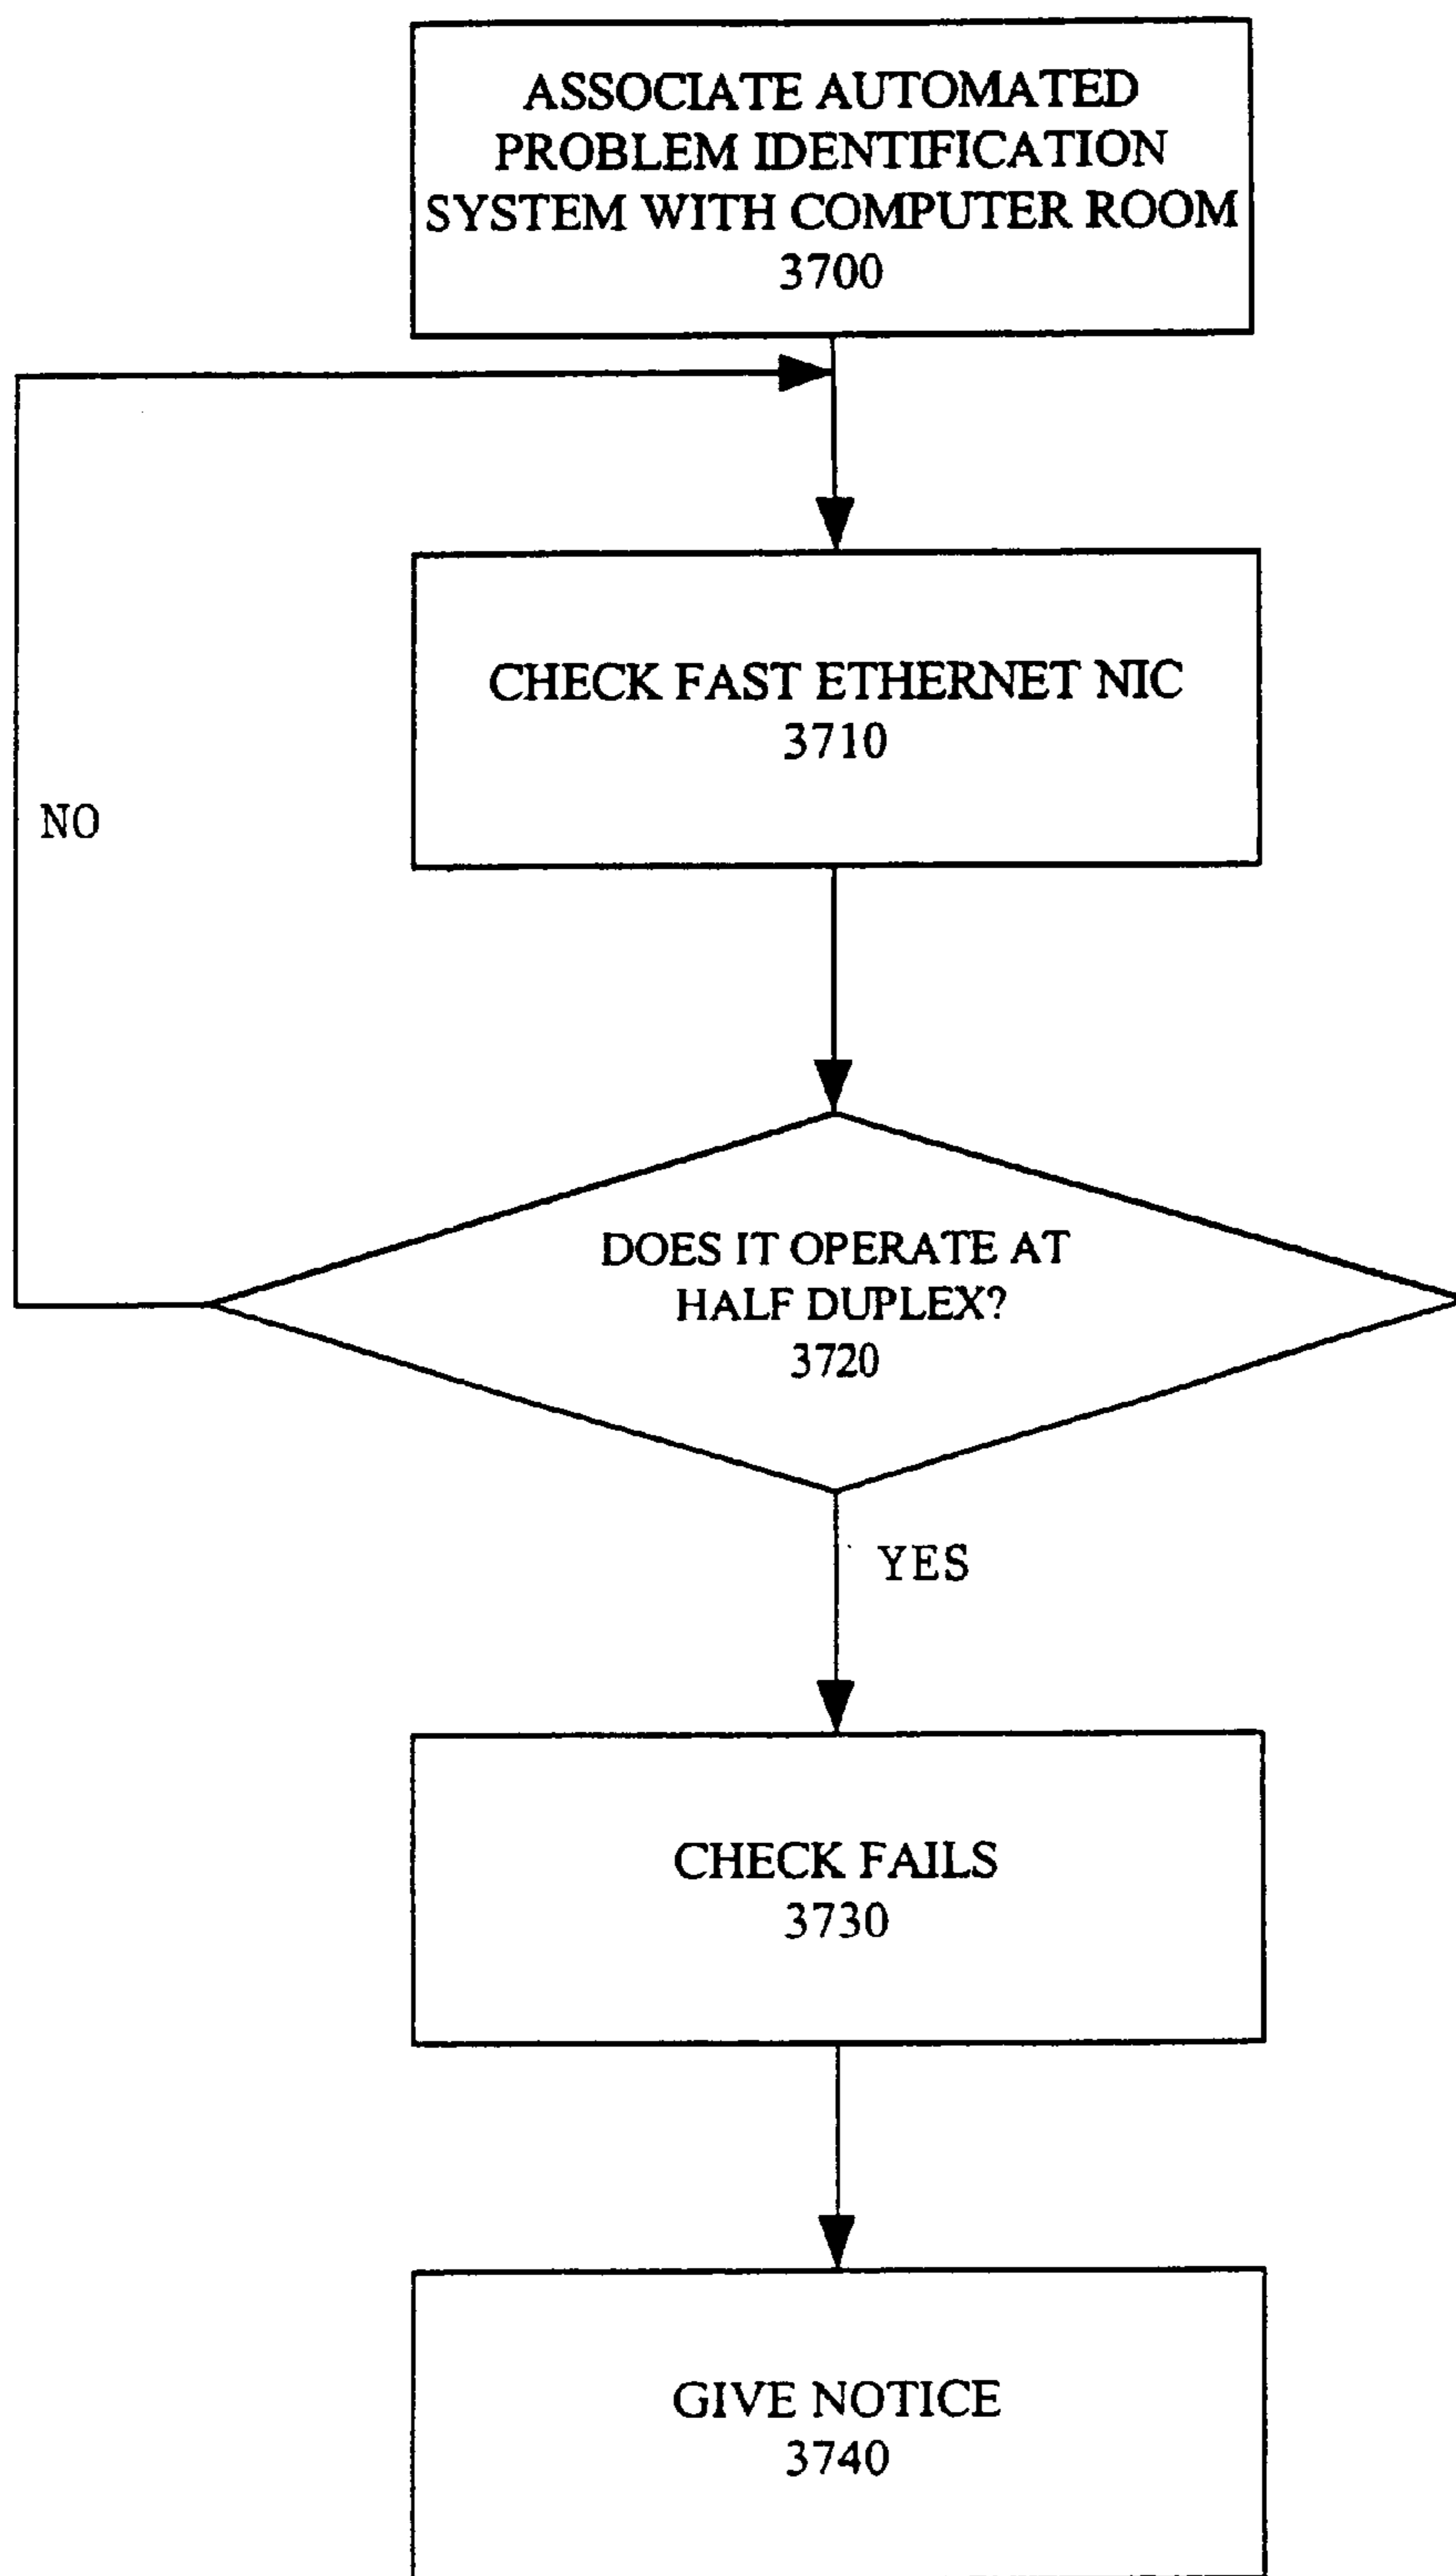 ASSOCIATE AUTOMATED
PROBLEM IDENTIFICATION
SYSTEM WITH COMPUTER ROOM
3700
CHECK FAST ETHERNET NIC
3710
NO
DOES IT OPERATE AT
HALF DUPLEX?
3720
YES
CHECK FAILS
3730
GIVE NOTICE
3740